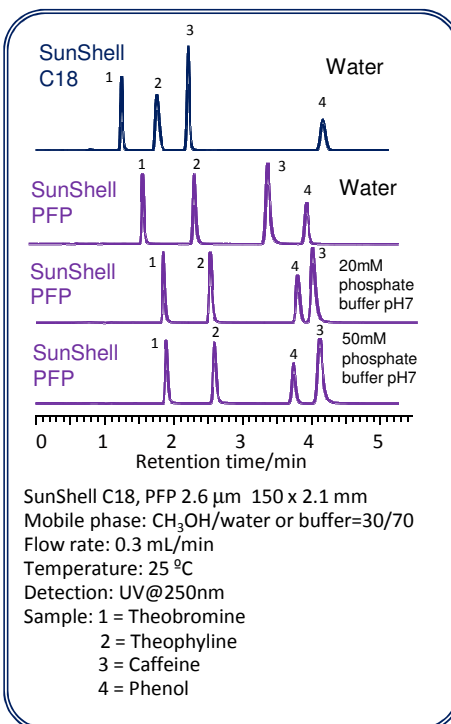 SunShell
C18
Water
1
2
3
4
SunShell
PFP
Water
1
2
3
4
SunShell
PFP
20mM
phosphate
buffer pH7
1
2
4
3
SunShell
PFP
50mM
phosphate
buffer pH7
1
2
4
3
0 1 2 3 4 5
Retention time/min
SunShell C18, PFP 2.6 µm 150 x 2.1 mm
Mobile phase: CH₃OH/water or buffer=30/70
Flow rate: 0.3 mL/min
Temperature: 25 ºC
Detection: UV@250nm
Sample: 1 = Theobromine
2 = Theophyline
3 = Caffeine
4 = Phenol